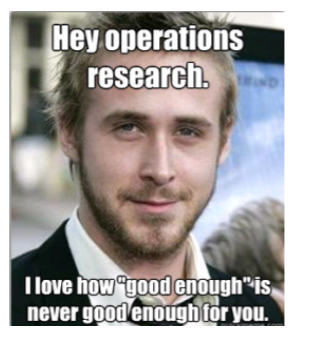 Hey operations
research.
I love how "good enough" is
never good enough for you.